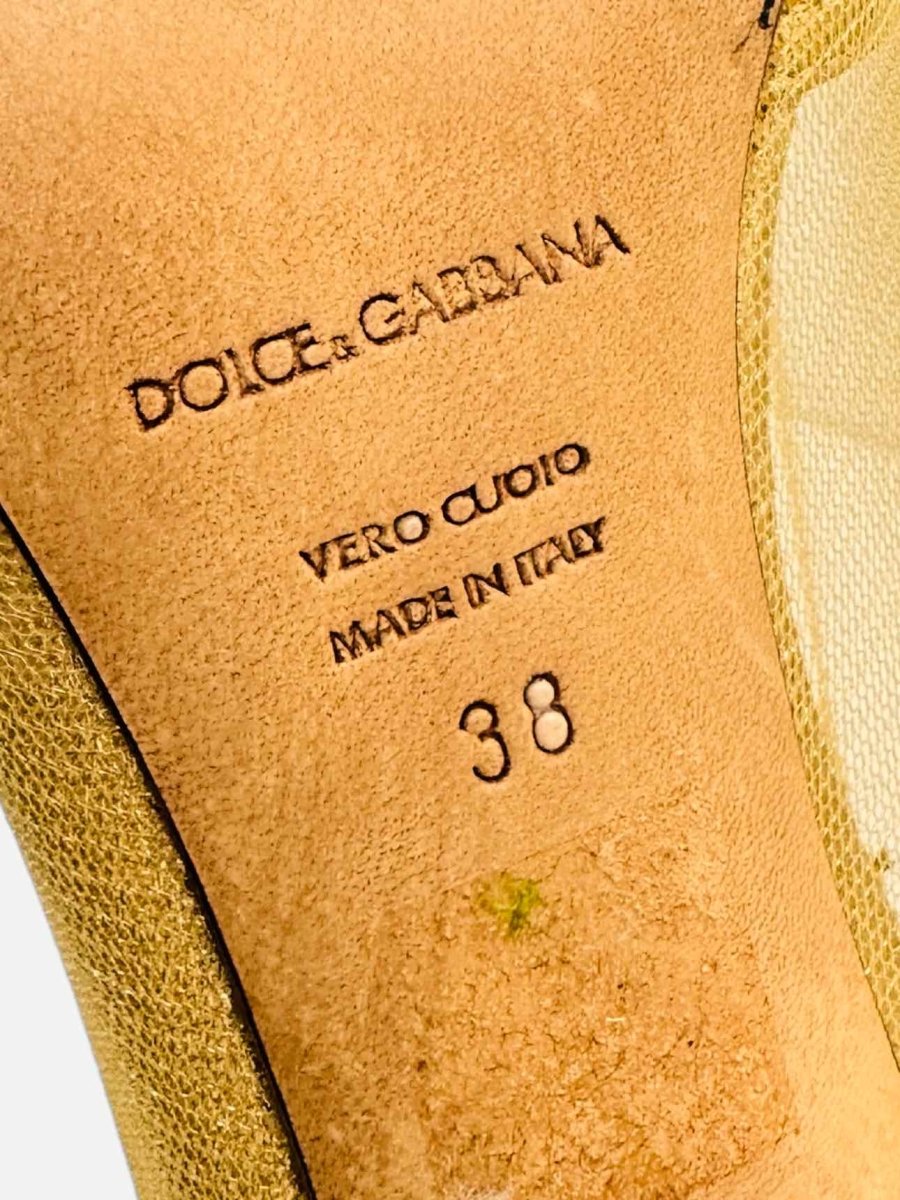 DOLCE & GABBANA
VERO CUOIO
MADE IN ITALY
38